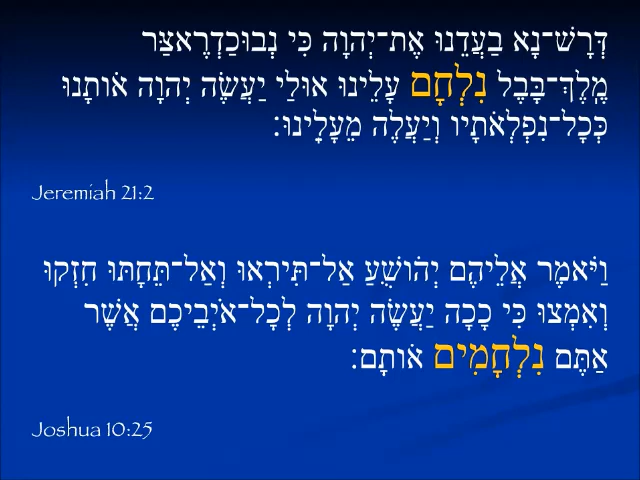 דְּרָשׁ־נָא בַעֲדֵנוּ אֶת־יְהוָה כִּי נְבוּכַדְרֶאצַּר
מֶֽלֶךְ־בָּבֶל נִלְחָם עָלֵינוּ אוּלַי יַעֲשֶׂה יְהוָה אוֹתָנוּ
כְּכָל־נִפְלְאֹתָיו וְיַעֲלֶה מֵעָלֵֽינוּ׃
Jeremiah 21:2
וַיֹּאמֶר אֲלֵיהֶם יְהוֹשֻׁעַ אַל־תִּירְאוּ וְאַל־תֵּחָתּוּ חִזְקוּ
וְאִמְצוּ כִּי כָכָה יַעֲשֶׂה יְהוָה לְכָל־אֹיְבֵיכֶם אֲשֶׁר
אַתֶּם נִלְחָמִים אוֹתָם׃
Joshua 10:25